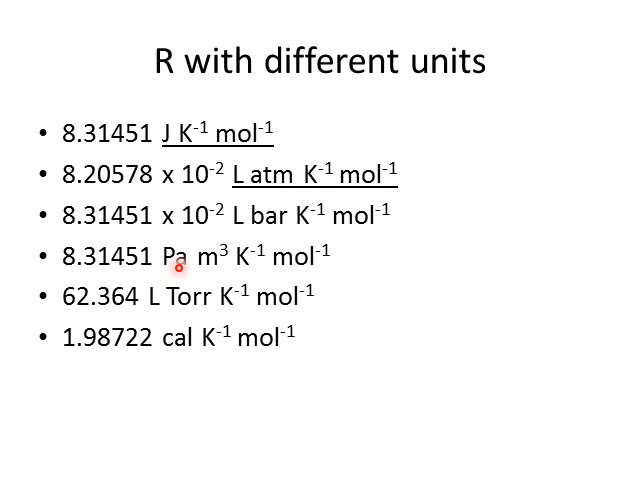 R with different units
• 8.31451 J K⁻¹ mol⁻¹
• 8.20578 x 10⁻² L atm K⁻¹ mol⁻¹
• 8.31451 x 10⁻² L bar K⁻¹ mol⁻¹
• 8.31451 Pa m³ K⁻¹ mol⁻¹
• 62.364 L Torr K⁻¹ mol⁻¹
• 1.98722 cal K⁻¹ mol⁻¹